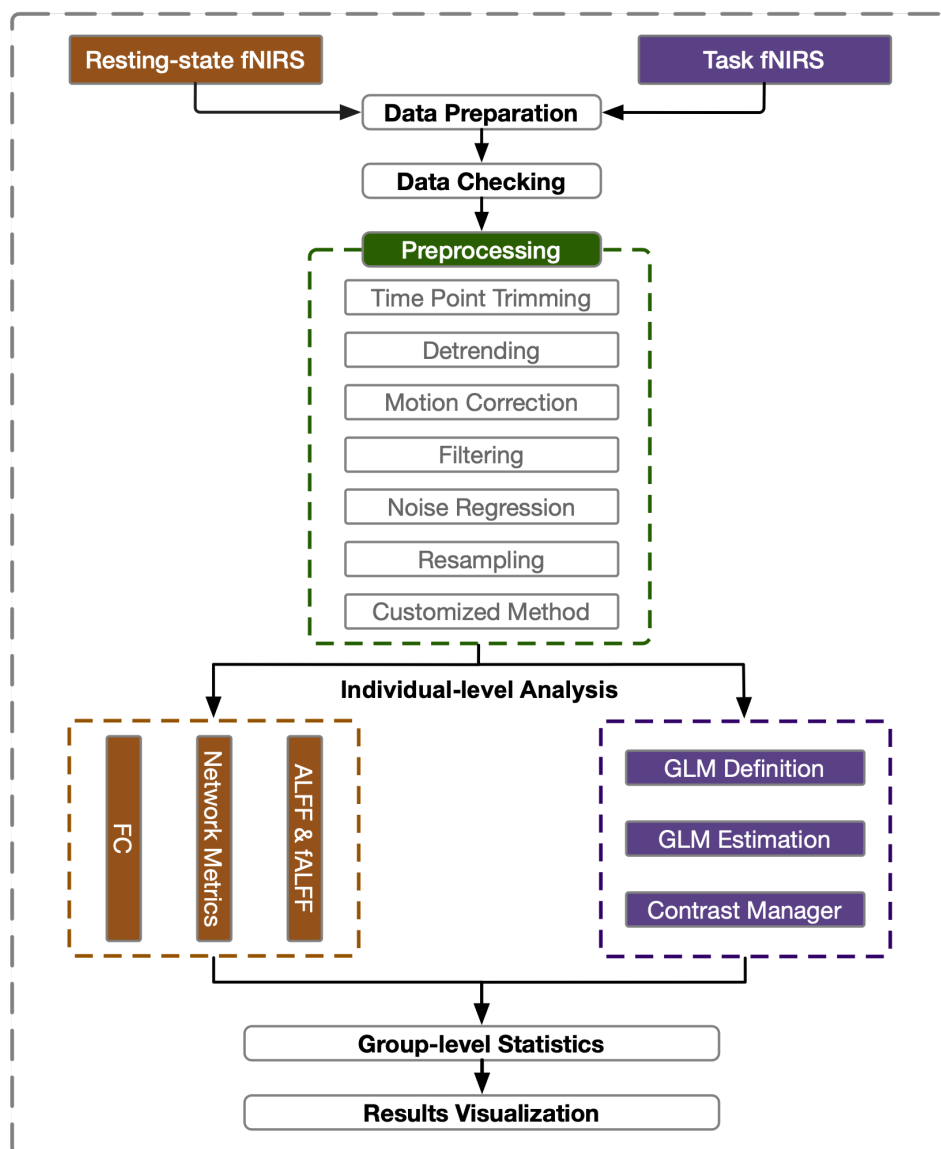 Resting-state fNIRS
Task fNIRS
Data Preparation
Data Checking
Preprocessing
Time Point Trimming
Detrending
Motion Correction
Filtering
Noise Regression
Resampling
Customized Method
Individual-level Analysis
FC
Network Metrics
ALFF & fALFF
GLM Definition
GLM Estimation
Contrast Manager
Group-level Statistics
Results Visualization